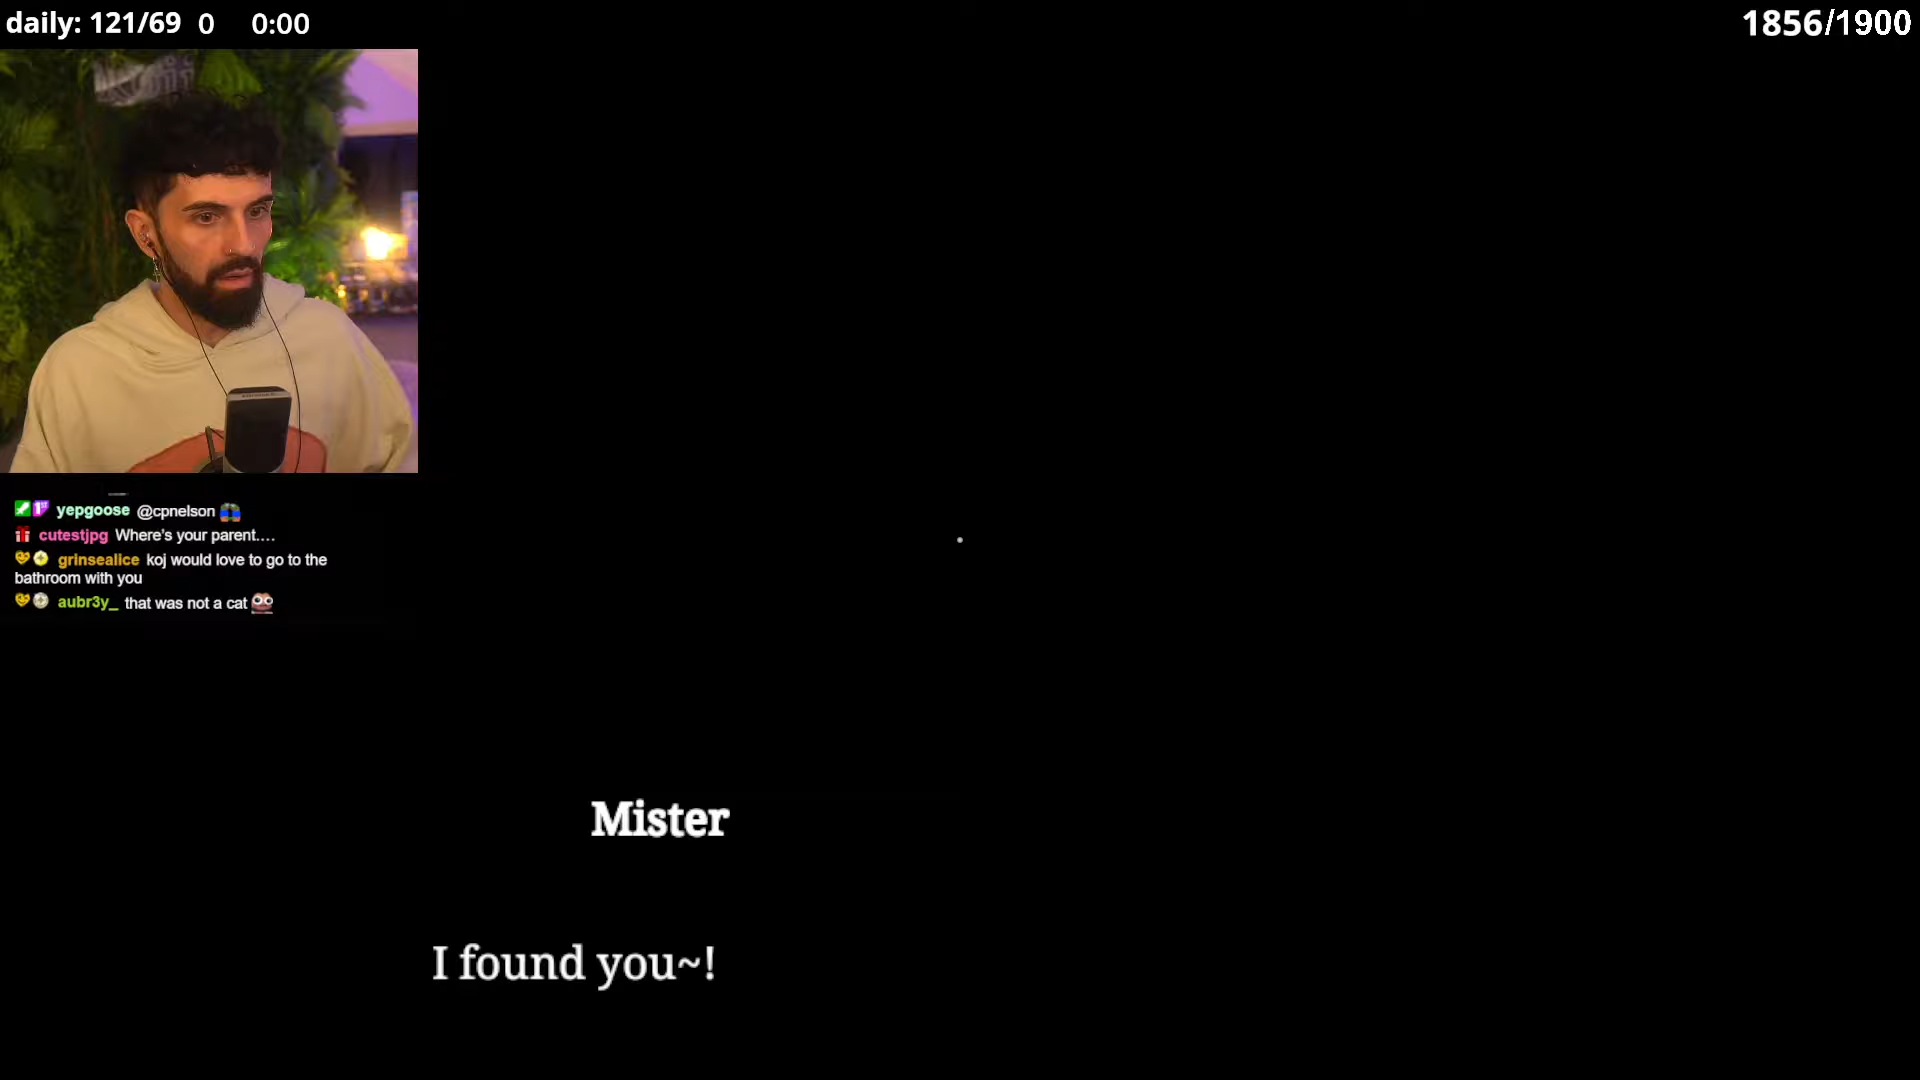 daily: 121/69 0 0:00
1856/1900
yepgoose @cpnelson
cutestjpg Where's your parent....
grinsealice koj would love to go to the
bathroom with you
aubr3y_ that was not a cat
Mister
I found you~!